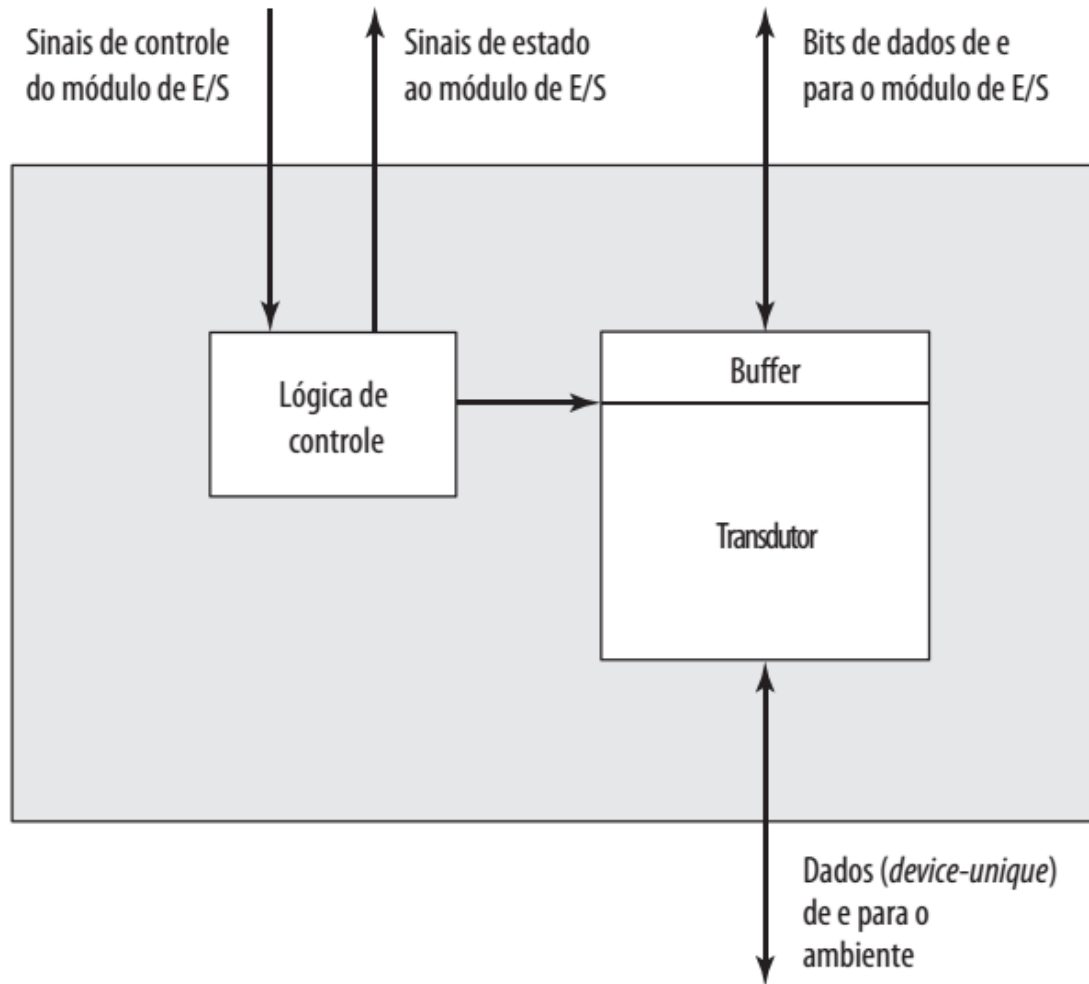 Sinais de controle
do módulo de E/S
Sinais de estado
ao módulo de E/S
Bits de dados de e
para o módulo de E/S
Lógica de
controle
Buffer
Transdutor
Dados (device-unique)
de e para o
ambiente